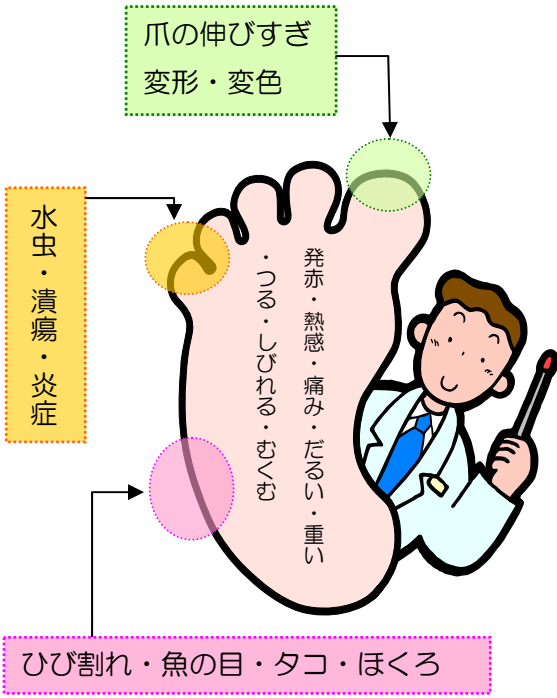 爪の伸びすぎ
変形・変色
水虫・潰瘍・炎症
発赤・熱感・痛み・だるい・重い
・つる・しびれる・むくむ
ひび割れ・魚の目・タコ・ほくろ